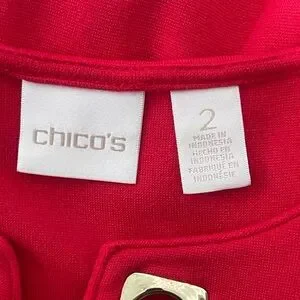 chico's
2
MADE IN
INDONESIA
HECHO EN
INDONESIA
FABRIQUÉ EN
INDONÉSIE